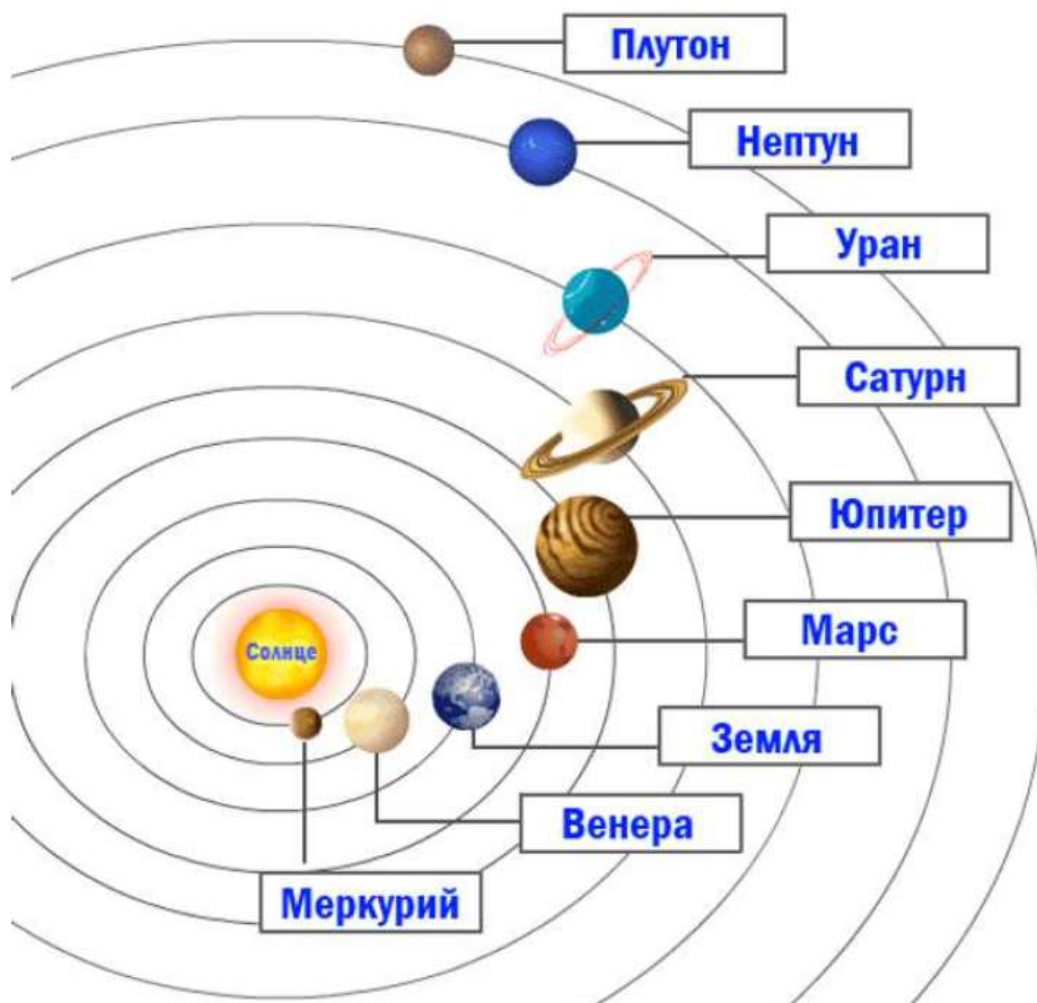 Плутон
Нептун
Уран
Сатурн
Юпитер
Солнце
Марс
Земля
Венера
Меркурий